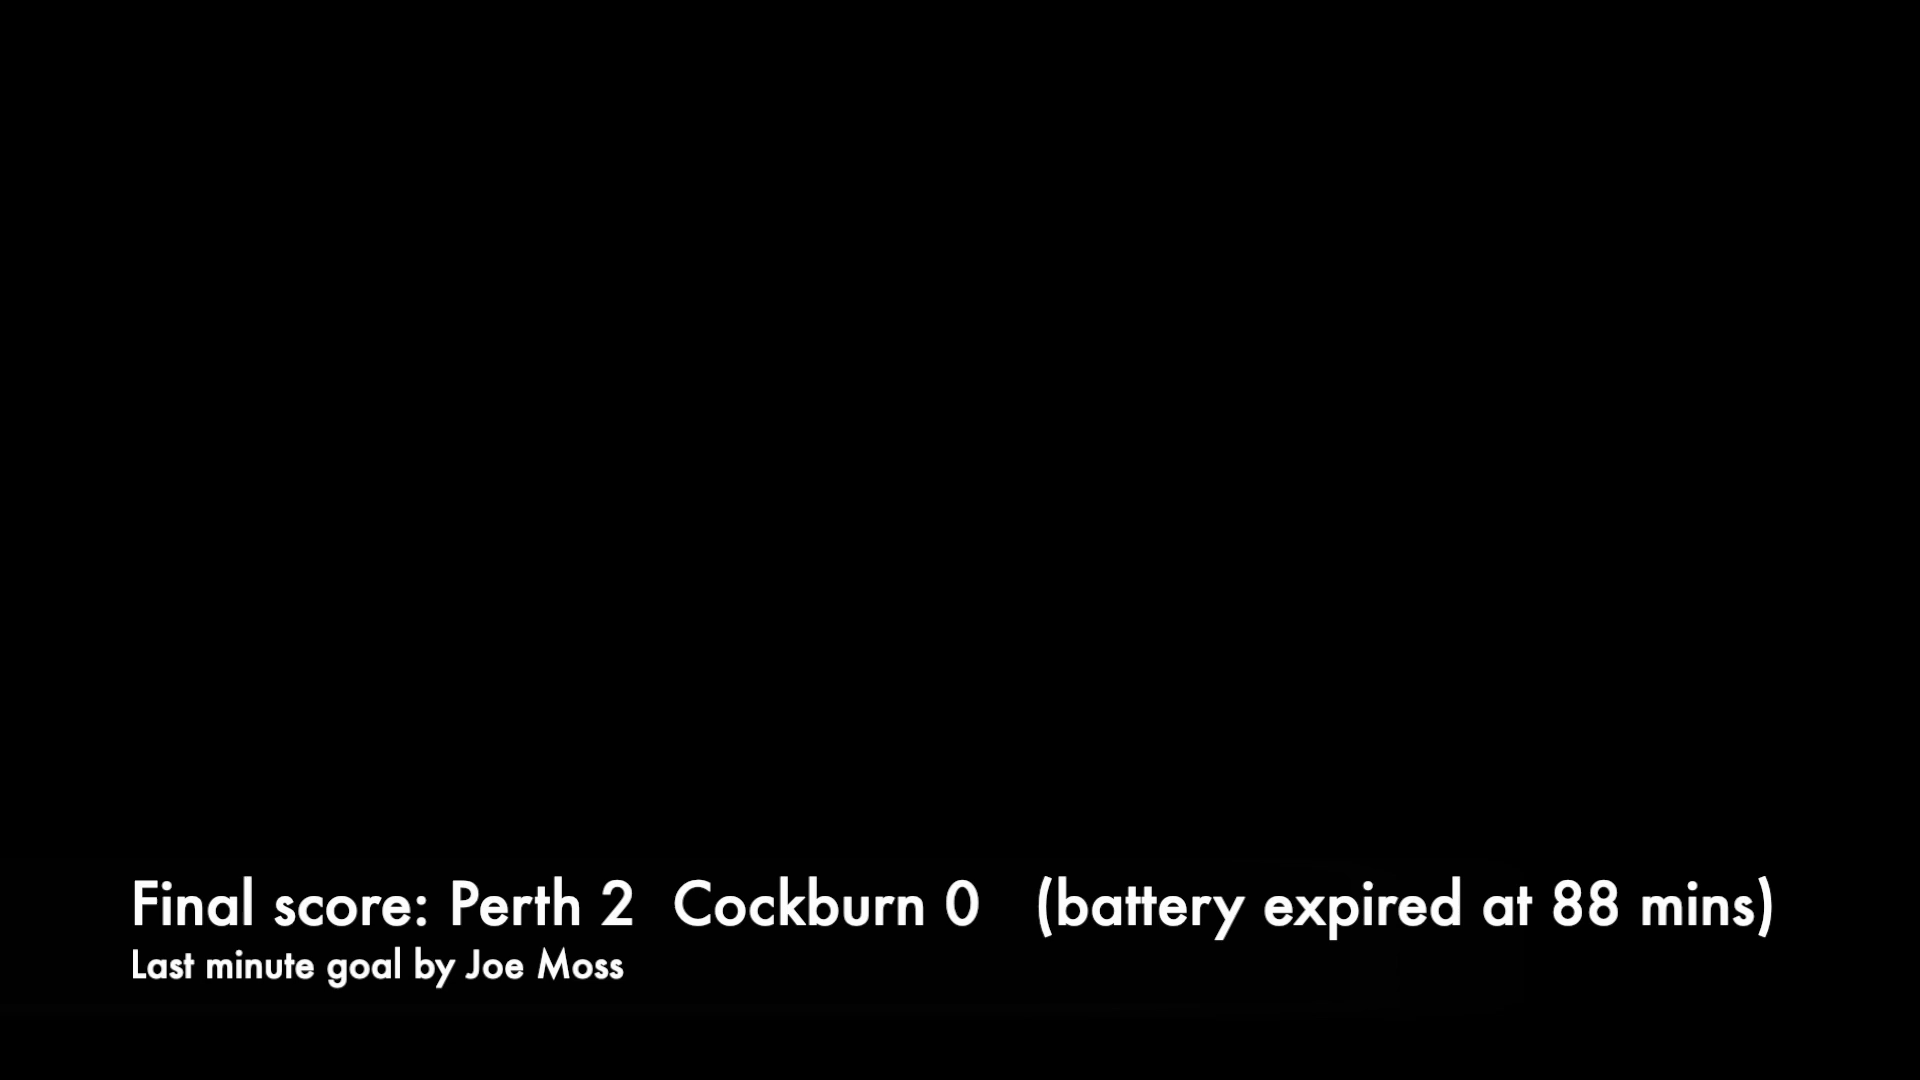 Final score: Perth 2  Cockburn 0   (battery expired at 88 mins)
Last minute goal by Joe Moss